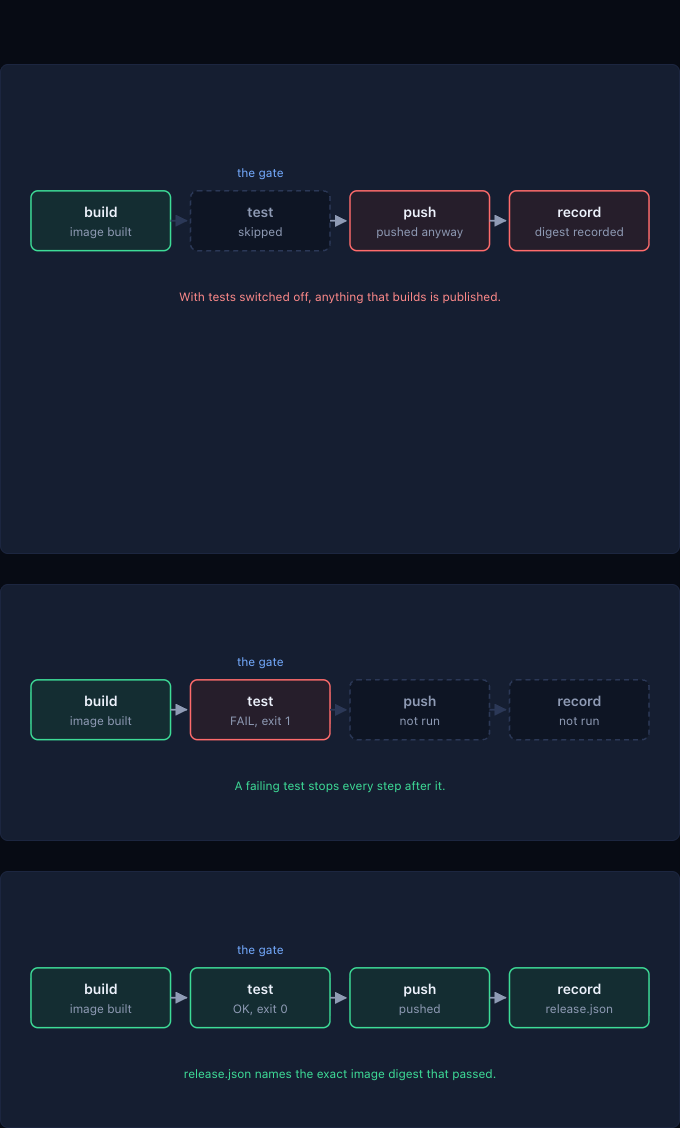 the gate
build
image built
test
skipped
push
pushed anyway
record
digest recorded
With tests switched off, anything that builds is published.
the gate
build
image built
test
FAIL, exit 1
push
not run
record
not run
A failing test stops every step after it.
the gate
build
image built
test
OK, exit 0
push
pushed
record
release.json
release.json names the exact image digest that passed.